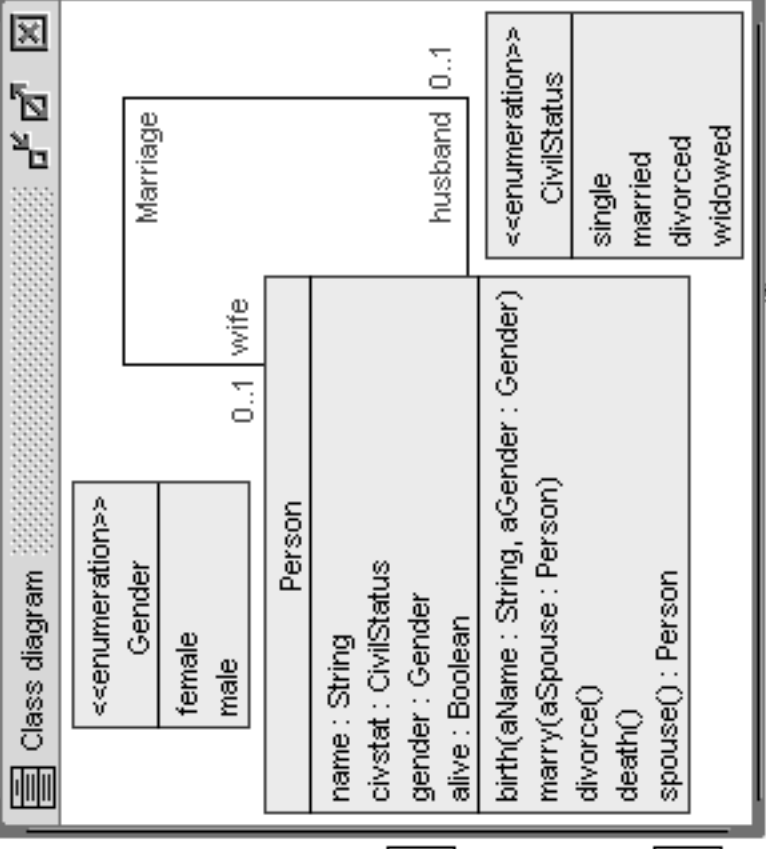 Class diagram
<<enumeration>>
Gender
female
male
0..1
wife
Marriage
husband
0..1
Person
name : String
civstat : CivilStatus
gender : Gender
alive : Boolean
birth(aName : String, aGender : Gender)
marry(aSpouse : Person)
divorce()
death()
spouse() : Person
<<enumeration>>
CivilStatus
single
married
divorced
widowed